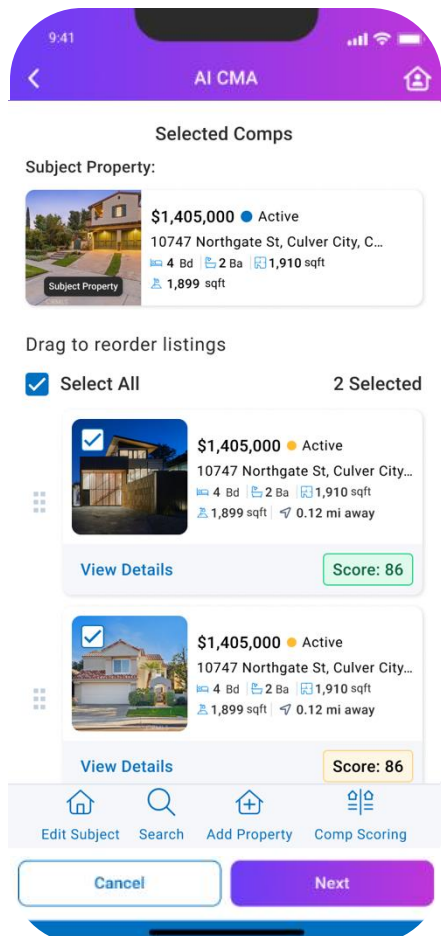 9:41
AI CMA
Selected Comps
Subject Property:
$1,405,000 Active
10747 Northgate St, Culver City, C...
4 Bd 2 Ba 1,910 sqft
1,899 sqft
Subject Property
Drag to reorder listings
Select All 2 Selected
$1,405,000 Active
10747 Northgate St, Culver City...
4 Bd 2 Ba 1,910 sqft
1,899 sqft 0.12 mi away
View Details Score: 86
$1,405,000 Active
10747 Northgate St, Culver City...
4 Bd 2 Ba 1,910 sqft
1,899 sqft 0.12 mi away
View Details Score: 86
Edit Subject Search Add Property Comp Scoring
Cancel Next